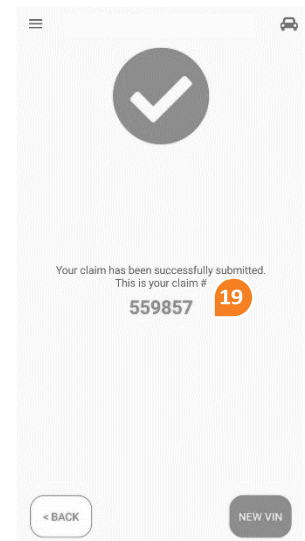 Your claim has been successfully submitted.
This is your claim #
559857
19
< BACK
NEW VIN